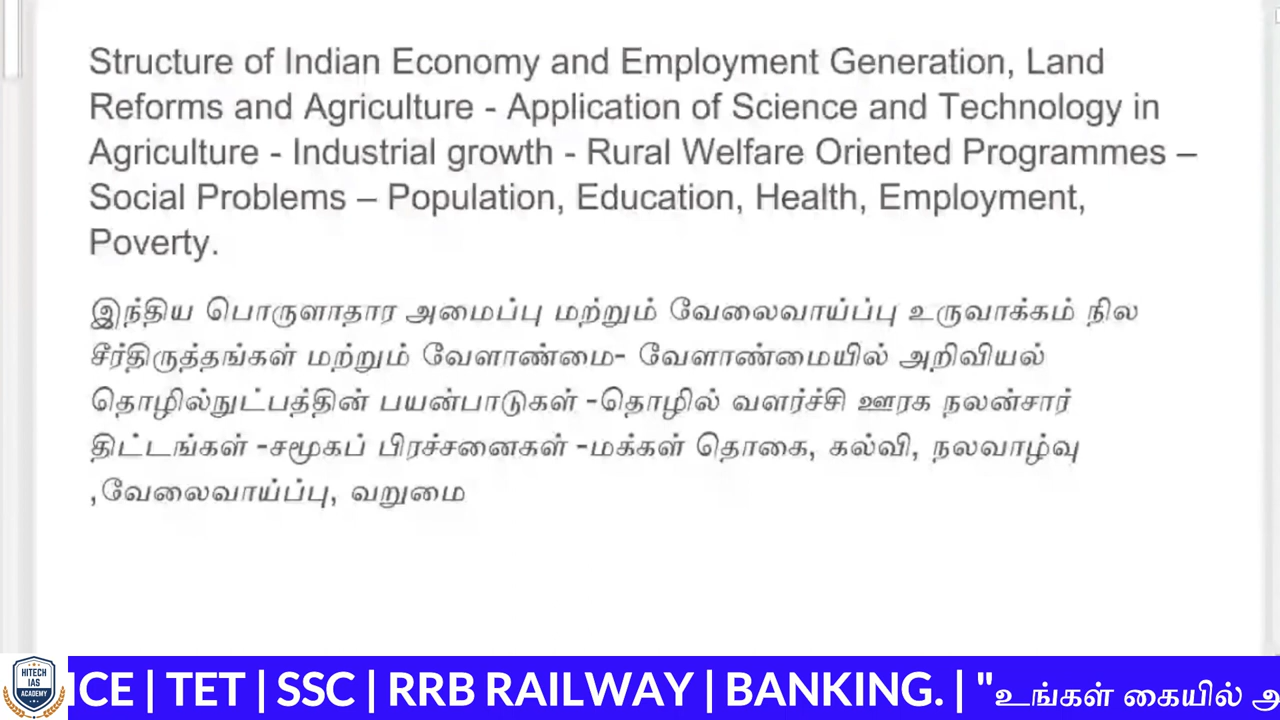 Structure of Indian Economy and Employment Generation, Land
Reforms and Agriculture - Application of Science and Technology in
Agriculture - Industrial growth - Rural Welfare Oriented Programmes –
Social Problems – Population, Education, Health, Employment,
Poverty.
இந்திய பொருளாதார அமைப்பு மற்றும் வேலைவாய்ப்பு உருவாக்கம் நில
சீர்திருத்தங்கள் மற்றும் வேளாண்மை- வேளாண்மையில் அறிவியல்
தொழில்நுட்பத்தின் பயன்பாடுகள் -தொழில் வளர்ச்சி ஊரக நலன்சார்
திட்டங்கள் -சமூகப் பிரச்சனைகள் -மக்கள் தொகை, கல்வி, நலவாழ்வு
,வேலைவாய்ப்பு, வறுமை
HITECH
IAS
ACADEMY
ICE | TET | SSC | RRB RAILWAY | BANKING. | "உங்கள் கையில் அ